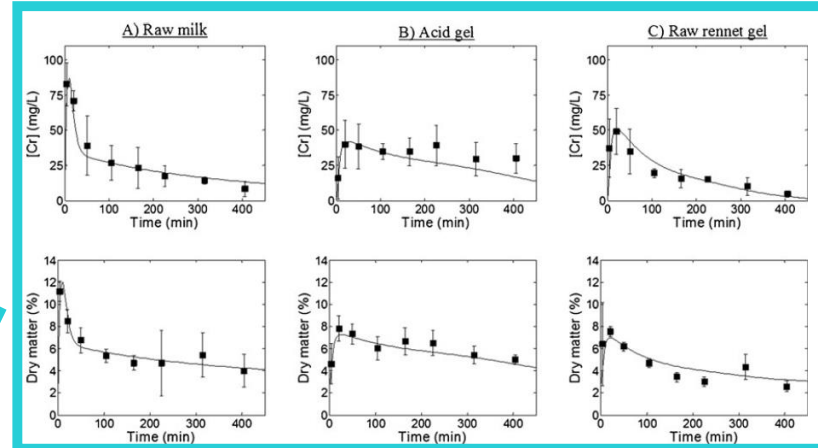 A) Raw milk
B) Acid gel
C) Raw rennet gel
[Cr] (mg/L)
100
75
50
25
0
0 100 200 300 400
Time (min)
[Cr] (mg/L)
100
75
50
25
0
0 100 200 300 400
Time (min)
[Cr] (mg/L)
100
75
50
25
0
0 100 200 300 400
Time (min)
Dry matter (%)
14
12
10
8
6
4
2
0
0 100 200 300 400
Time (min)
Dry matter (%)
14
12
10
8
6
4
2
0
0 100 200 300 400
Time (min)
Dry matter (%)
14
12
10
8
6
4
2
0
0 100 200 300 400
Time (min)